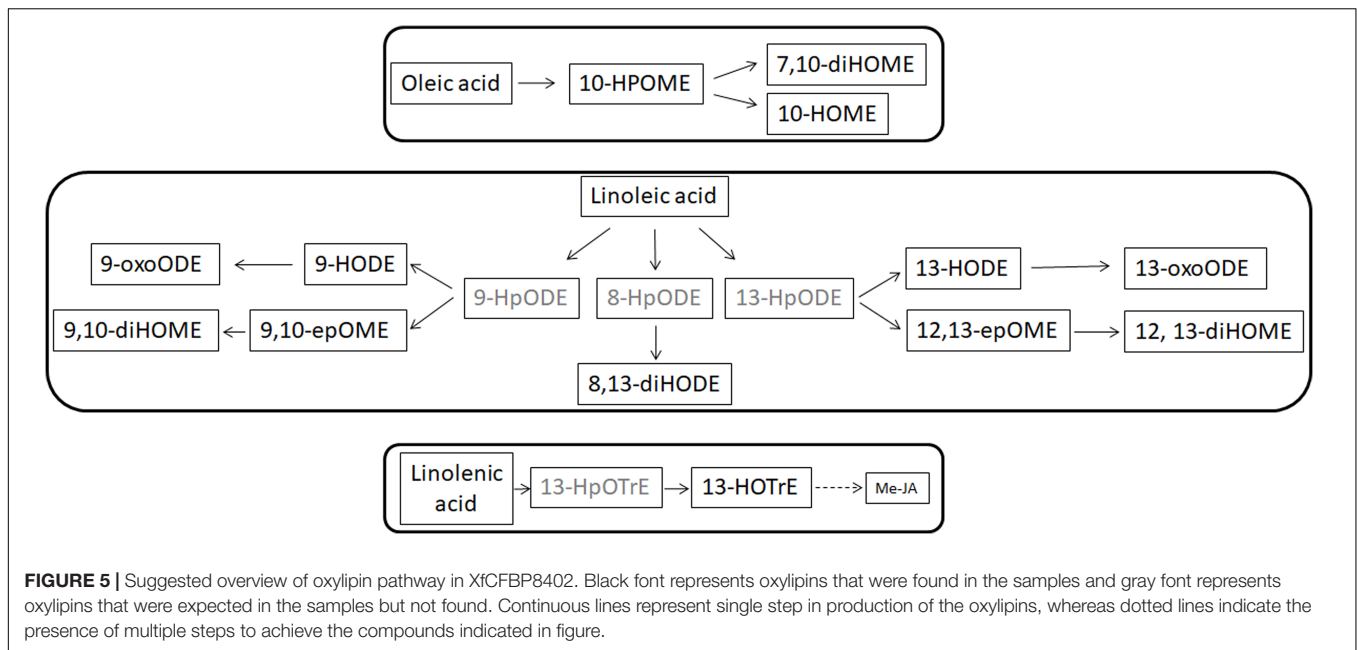 Oleic acid
10-HPOME
7,10-diHOME
10-HOME
Linoleic acid
9-oxoODE
9-HODE
13-HODE
13-oxoODE
9-HpODE
8-HpODE
13-HpODE
9,10-diHOME
9,10-epOME
12,13-epOME
12, 13-diHOME
8,13-diHODE
Linolenic
acid
13-HpOTrE
13-HOTrE
Me-JA
FIGURE 5 | Suggested overview of oxylipin pathway in XfCFBP8402. Black font represents oxylipins that were found in the samples and gray font represents
oxylipins that were expected in the samples but not found. Continuous lines represent single step in production of the oxylipins, whereas dotted lines indicate the
presence of multiple steps to achieve the compounds indicated in figure.